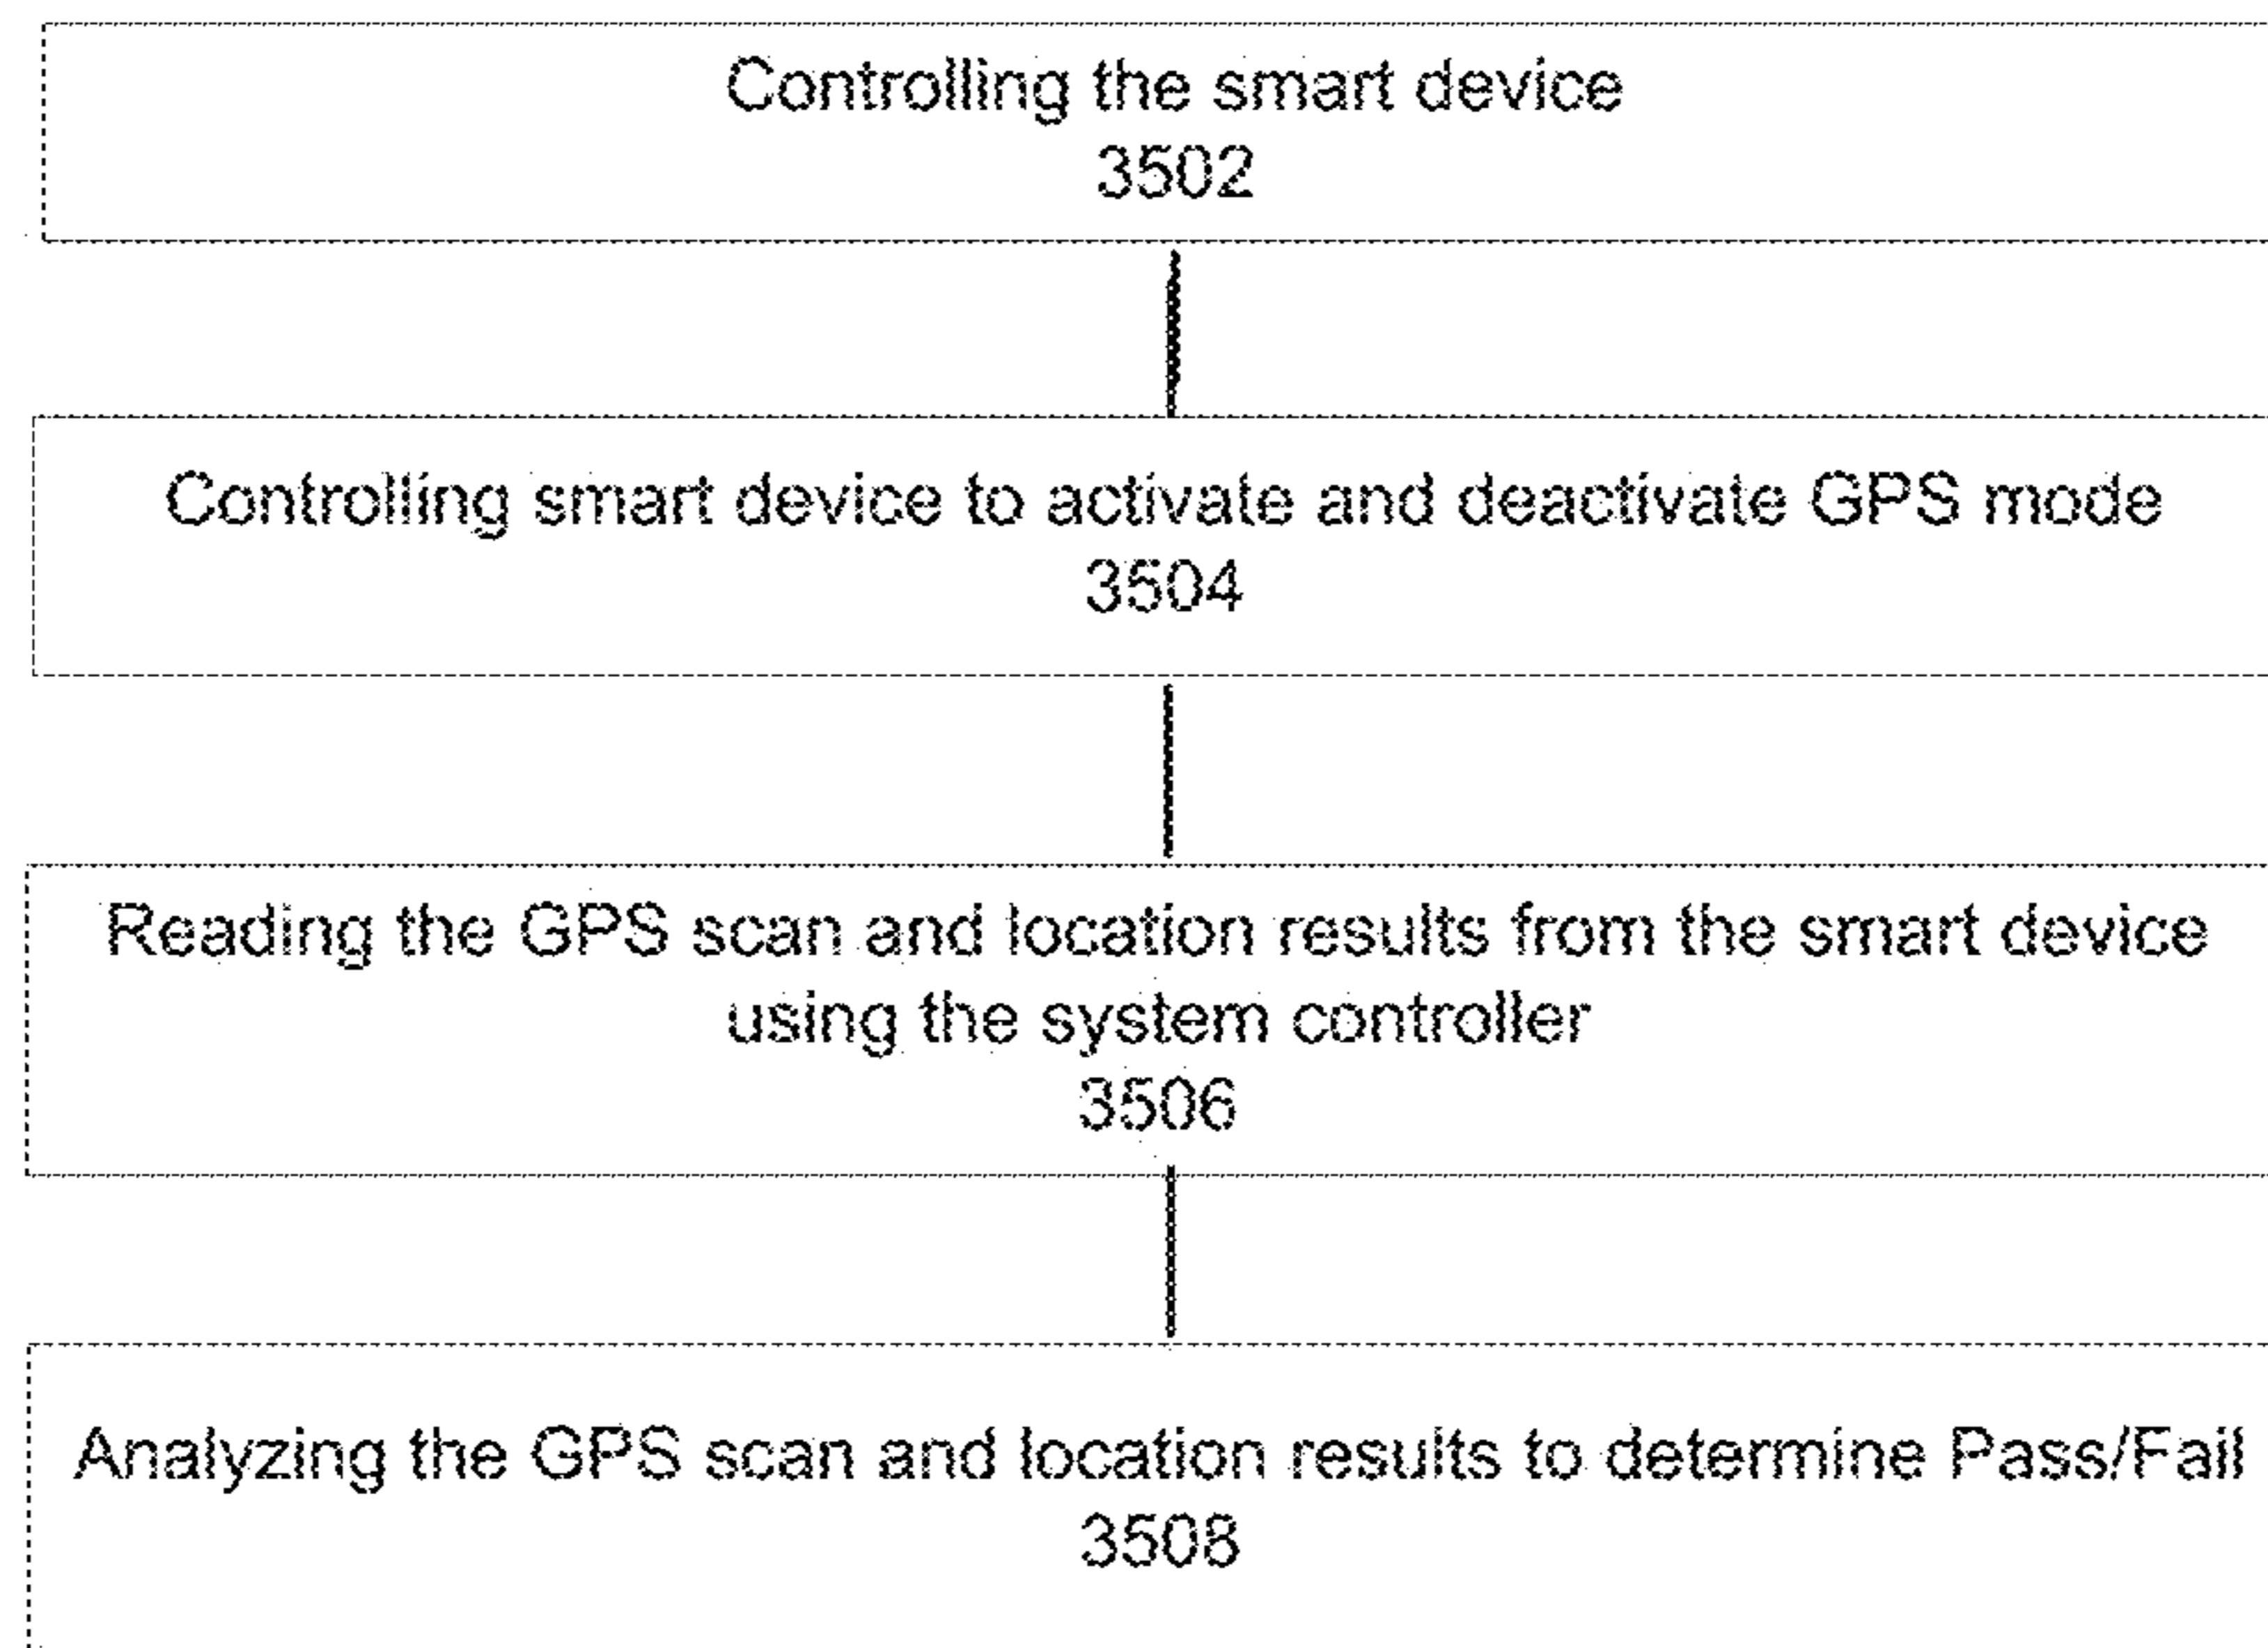 Controlling the smart device
3502
Controlling smart device to activate and deactivate GPS mode
3504
Reading the GPS scan and location results from the smart device
using the system controller
3506
Analyzing the GPS scan and location results to determine Pass/Fail
3508